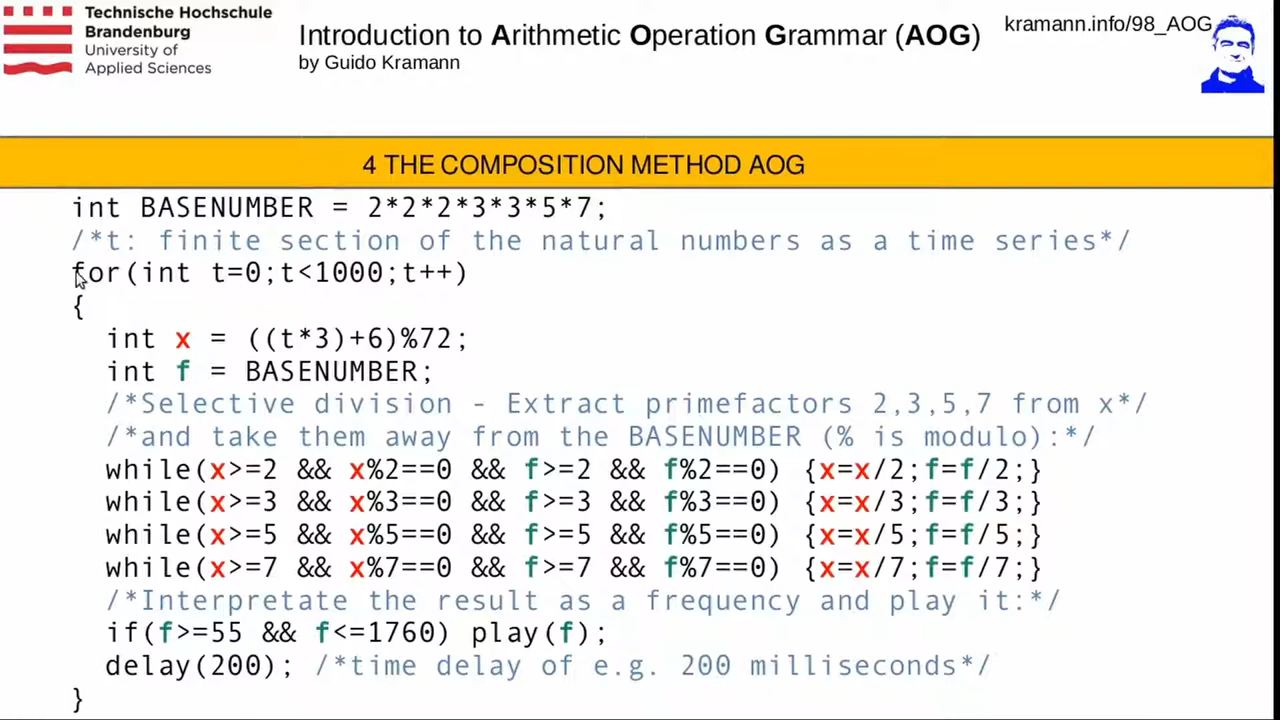 Technische Hochschule
Brandenburg
University of
Applied Sciences
Introduction to Arithmetic Operation Grammar (AOG)
by Guido Kramann
kramann.info/98_AOG
4 THE COMPOSITION METHOD AOG
int BASENUMBER = 2*2*2*3*3*5*7;
/*t: finite section of the natural numbers as a time series*/
for(int t=0;t<1000;t++)
{
  int x = ((t*3)+6)%72;
  int f = BASENUMBER;
  /*Selective division - Extract primefactors 2,3,5,7 from x*/
  /*and take them away from the BASENUMBER (% is modulo):*/
  while(x>=2 && x%2==0 && f>=2 && f%2==0) {x=x/2;f=f/2;}
  while(x>=3 && x%3==0 && f>=3 && f%3==0) {x=x/3;f=f/3;}
  while(x>=5 && x%5==0 && f>=5 && f%5==0) {x=x/5;f=f/5;}
  while(x>=7 && x%7==0 && f>=7 && f%7==0) {x=x/7;f=f/7;}
  /*Interpretate the result as a frequency and play it:*/
  if(f>=55 && f<=1760) play(f);
  delay(200); /*time delay of e.g. 200 milliseconds*/
}